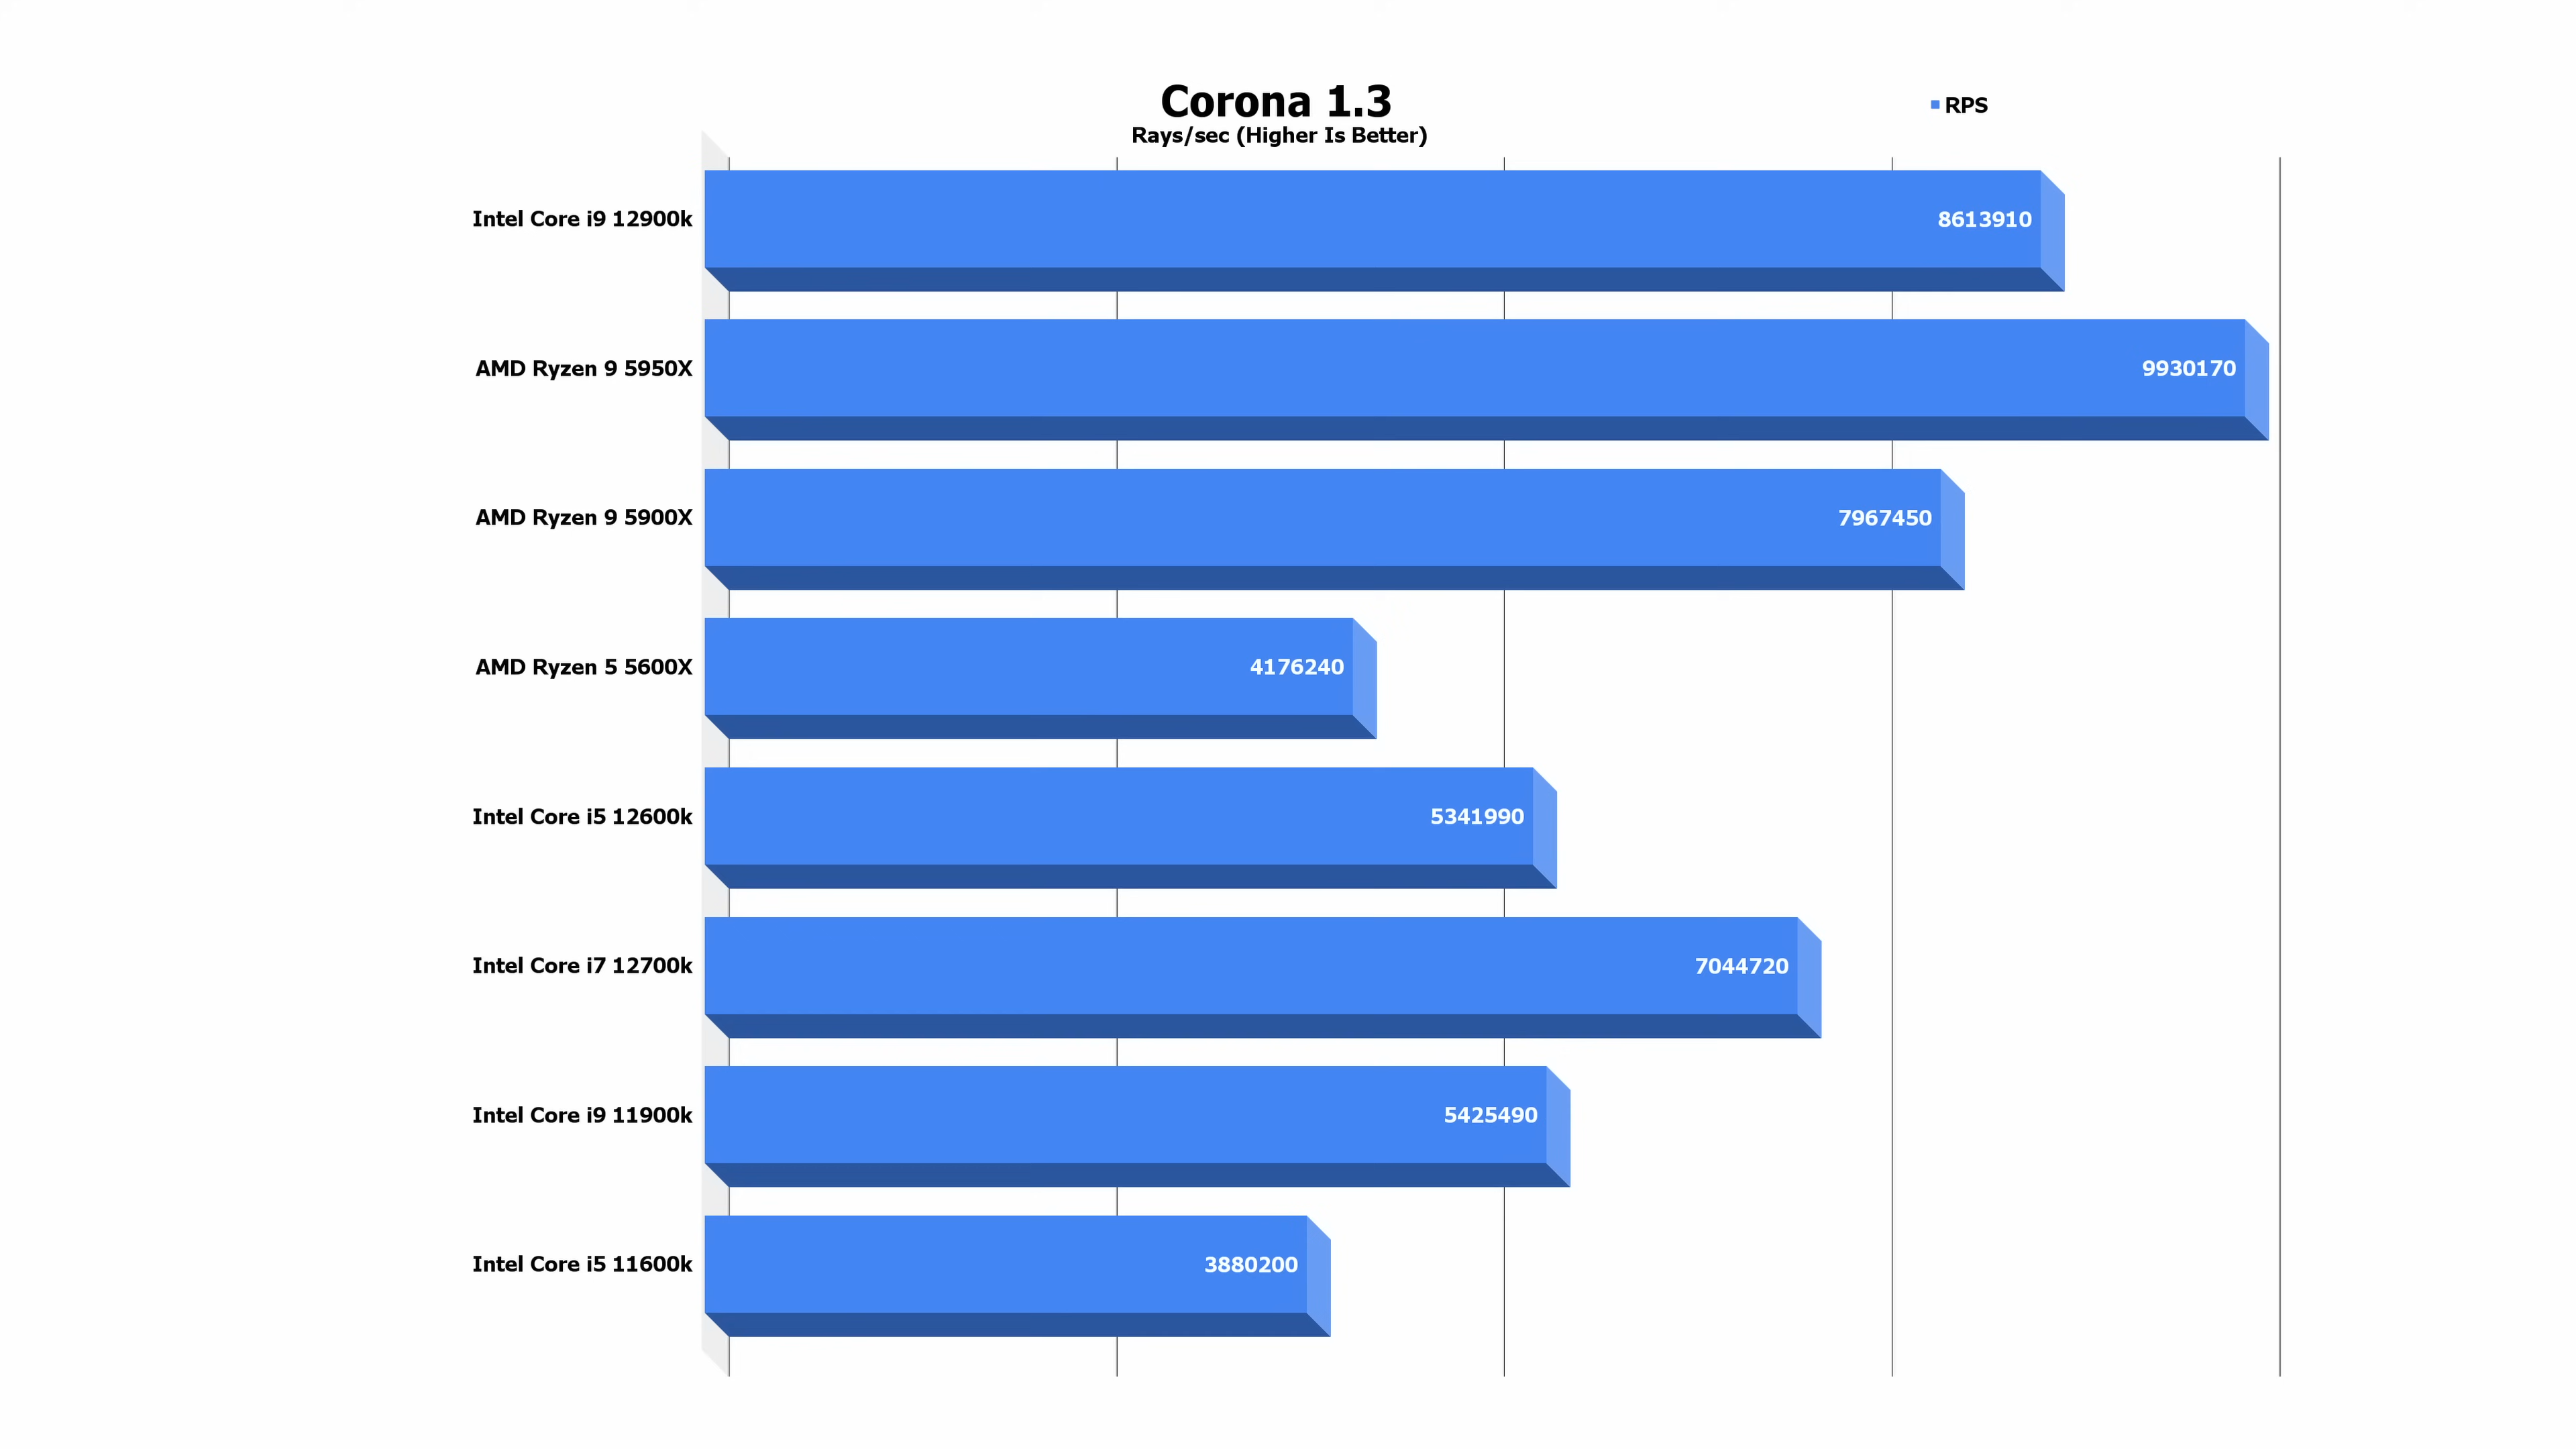 Corona 1.3
RPS
Rays/sec (Higher Is Better)
Intel Core i9 12900k 8613910
AMD Ryzen 9 5950X 9930170
AMD Ryzen 9 5900X 7967450
AMD Ryzen 5 5600X 4176240
Intel Core i5 12600k 5341990
Intel Core i7 12700k 7044720
Intel Core i9 11900k 5425490
Intel Core i5 11600k 3880200